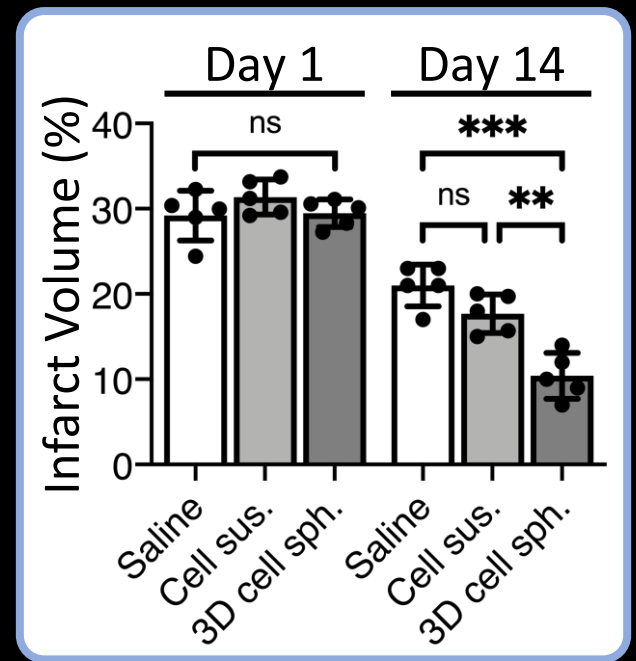 Day 1
Day 14
Infarct Volume (%)
40
30
20
10
0
ns
***
ns
**
Saline
Cell sus.
3D cell sph.
Saline
Cell sus.
3D cell sph.